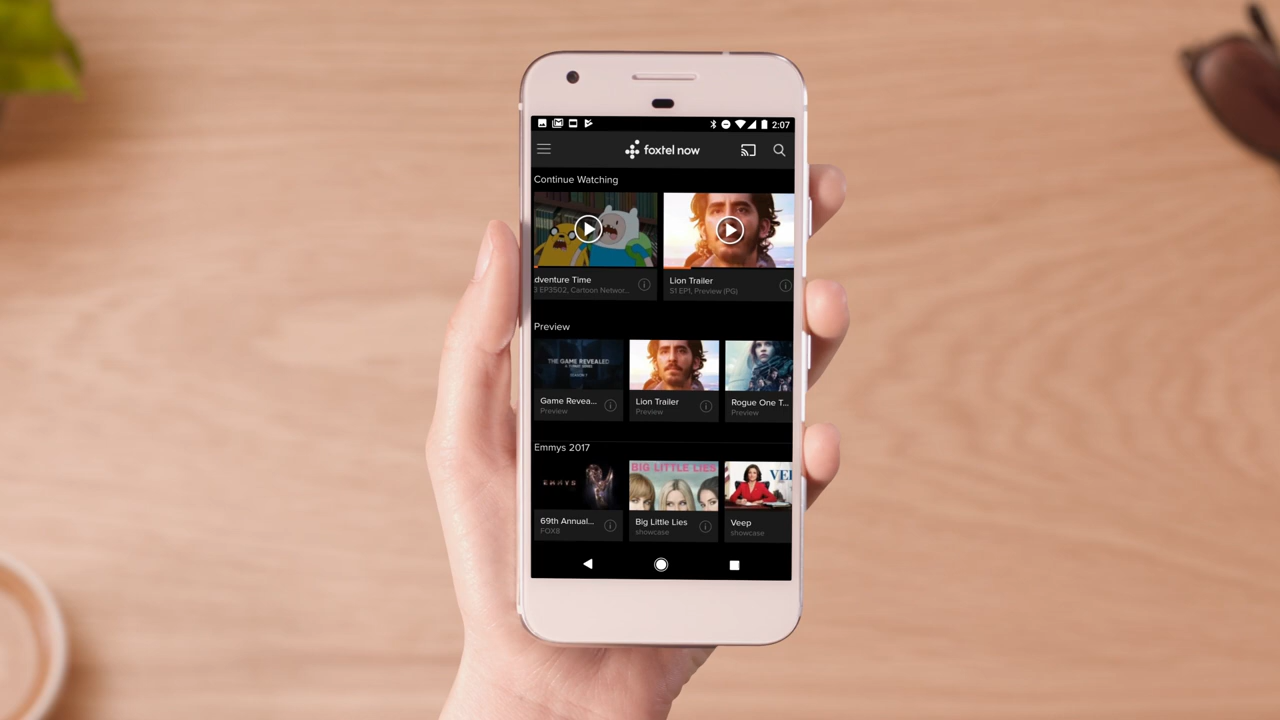 2:07
foxtel now
Continue Watching
dventure Time
3 EP3502, Cartoon Networ...
Lion Trailer
S1 EP1, Preview (PG)
Preview
THE GAME REVEALED
SEASON 7
Game Revea...
Preview
Lion Trailer
Preview
Rogue One T...
Preview
Emmys 2017
EMMYS
BIG LITTLE LIES
VEE
69th Annual...
FOX8
Big Little Lies
showcase
Veep
showcase